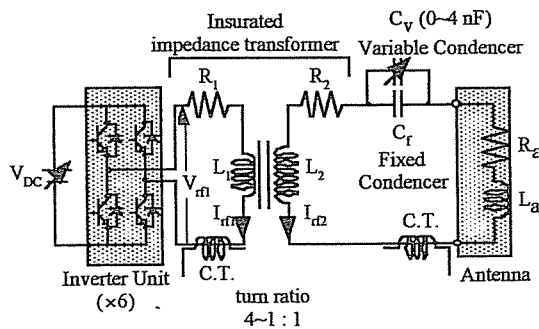 Insurated
impedance transformer
C_V (0~4 nF)
Variable Condencer
R_1
R_2
C_f
Fixed
Condencer
R_a
V_DC
V_rf1
L_1
L_2
L_a
I_rf1
I_rf2
C.T.
C.T.
Inverter Unit
(×6)
Antenna
turn ratio
4~1 : 1